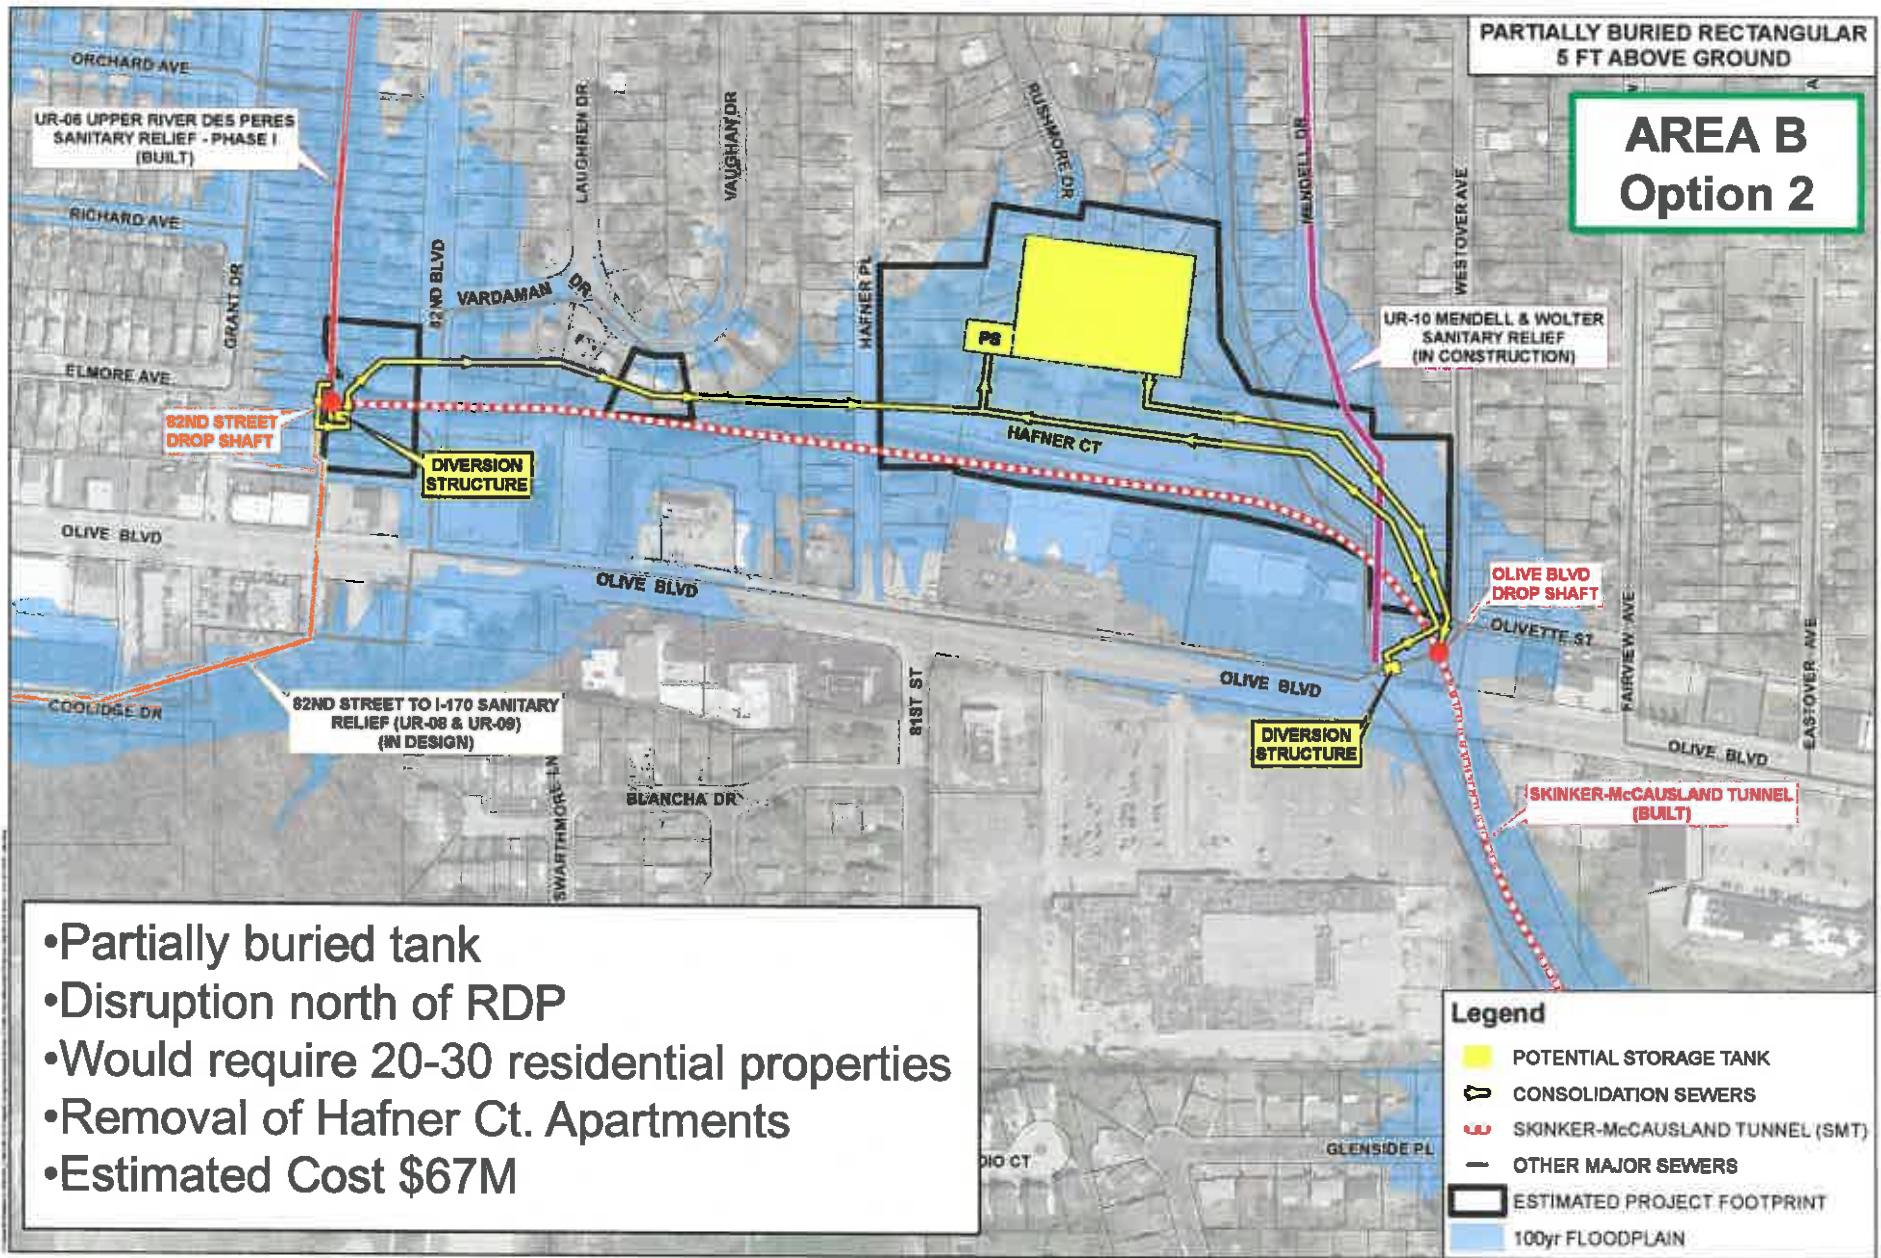 PARTIALLY BURIED RECTANGULAR
5 FT ABOVE GROUND
AREA B
Option 2
ORCHARD AVE
UR-06 UPPER RIVER DES PERES
SANITARY RELIEF - PHASE I
(BUILT)
RICHARD AVE
GRANT DR
82ND BLVD
LAUGHREN DR
VAUGHAN DR
VARDAMAN DR
HAFNER PL
RUSHMORE DR
MENDELL DR
WESTOVER AVE
PS
UR-10 MENDELL & WOLTER
SANITARY RELIEF
(IN CONSTRUCTION)
ELMORE AVE
82ND STREET
DROP SHAFT
DIVERSION
STRUCTURE
HAFNER CT
OLIVE BLVD
OLIVE BLVD
OLIVE BLVD
DROP SHAFT
OLIVETTE ST
FAIRVIEW AVE
EASTOVER AVE
COOLIDGE DR
82ND STREET TO I-170 SANITARY
RELIEF (UR-08 & UR-09)
(IN DESIGN)
81ST ST
OLIVE BLVD
DIVERSION
STRUCTURE
OLIVE BLVD
SWARTHMORE LN
BLANCHA DR
SKINKER-McCAUSLAND TUNNEL
(BUILT)
•Partially buried tank
•Disruption north of RDP
•Would require 20-30 residential properties
•Removal of Hafner Ct. Apartments
•Estimated Cost $67M
DIO CT
GLENSIDE PL
Legend
POTENTIAL STORAGE TANK
CONSOLIDATION SEWERS
SKINKER-McCAUSLAND TUNNEL (SMT)
OTHER MAJOR SEWERS
ESTIMATED PROJECT FOOTPRINT
100yr FLOODPLAIN